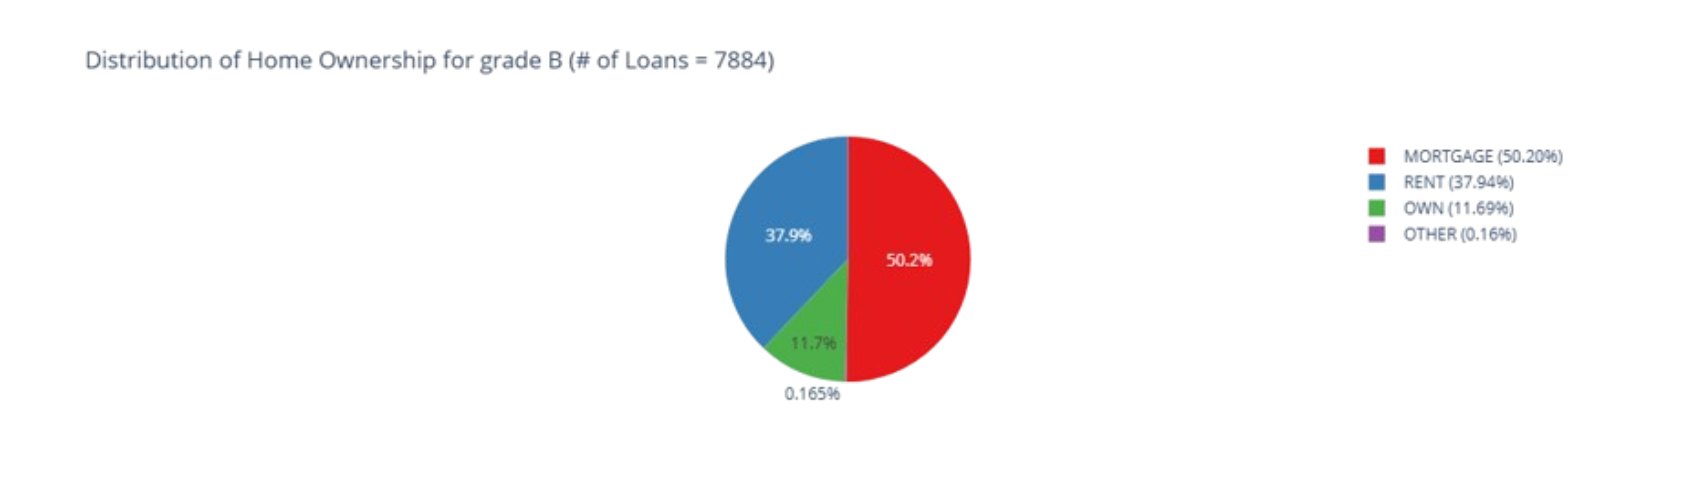 Distribution of Home Ownership for grade B (# of Loans = 7884)
MORTGAGE (50.20%)
RENT (37.94%)
OWN (11.69%)
OTHER (0.16%)
37.9%
50.2%
11.7%
0.165%